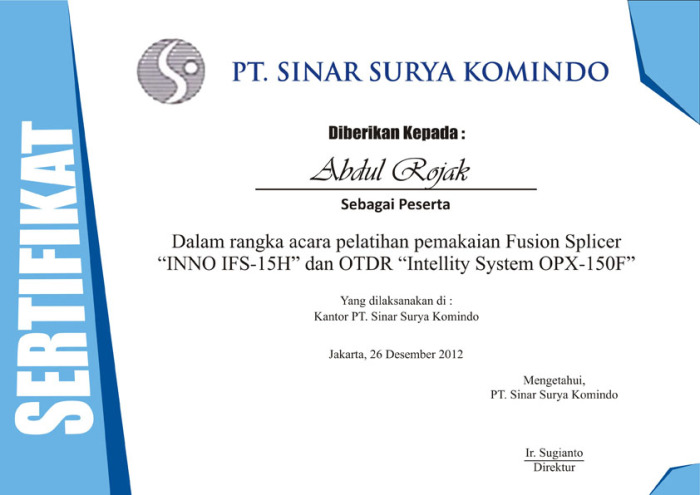 SERTIFIKAT
PT. SINAR SURYA KOMINDO
Diberikan Kepada :
Abdul Rojak
Sebagai Peserta
Dalam rangka acara pelatihan pemakaian Fusion Splicer
“INNO IFS-15H” dan OTDR “Intellity System OPX-150F”
Yang dilaksanakan di :
Kantor PT. Sinar Surya Komindo
Jakarta, 26 Desember 2012
Mengetahui,
PT. Sinar Surya Komindo
Ir. Sugianto
Direktur